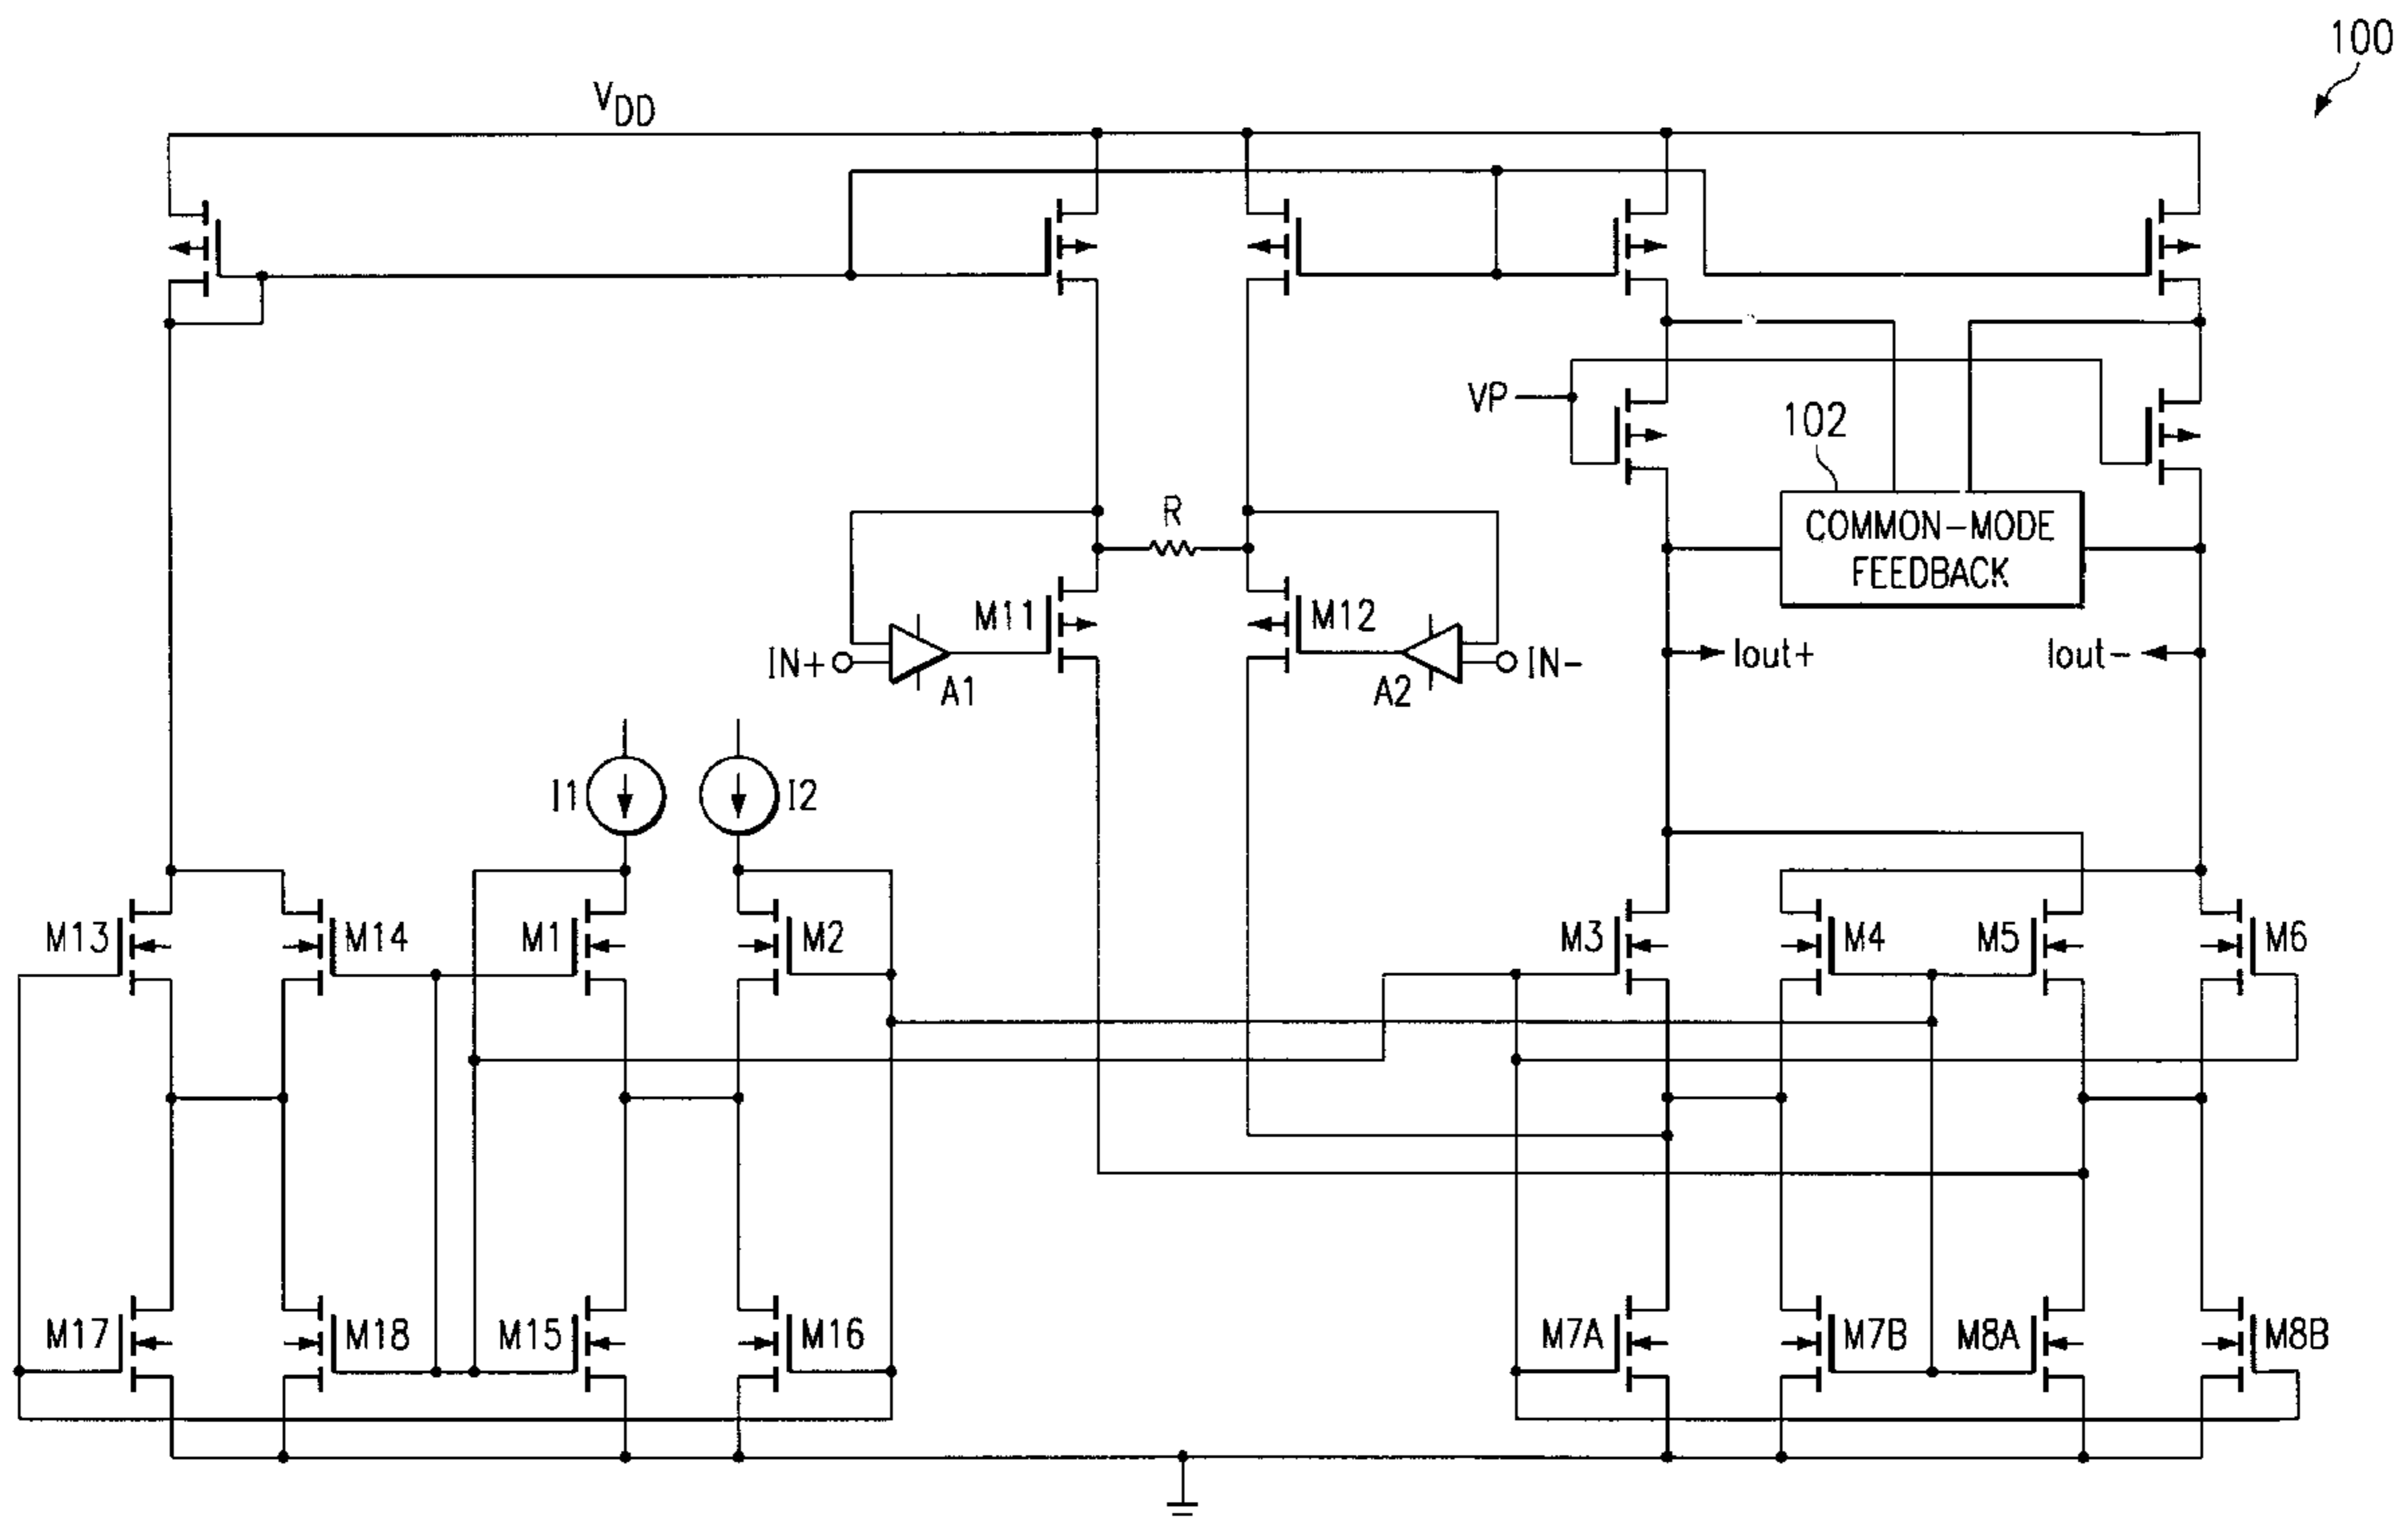 100
VDD
VP
102
R
COMMON-MODE
FEEDBACK
M11
M12
IN+
A1
A2
IN-
Iout+
Iout-
I1
I2
M13
M14
M1
M2
M3
M4
M5
M6
M17
M18
M15
M16
M7A
M7B
M8A
M8B